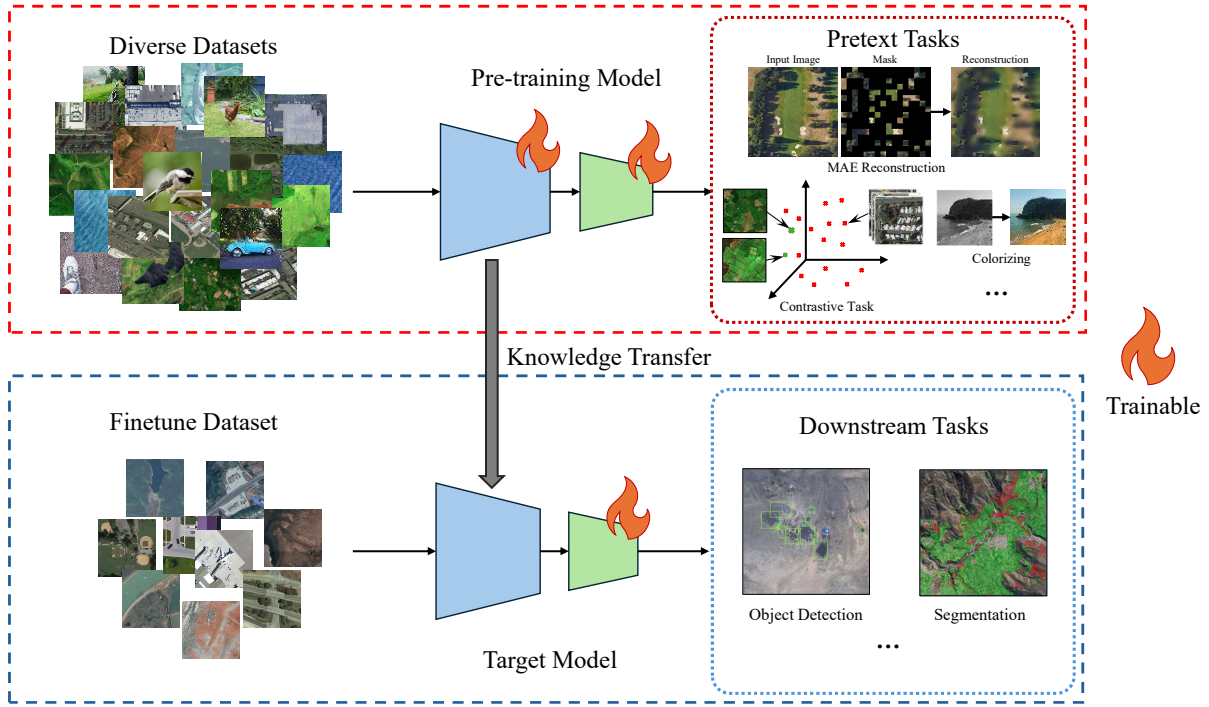 Diverse Datasets
Pre-training Model
Pretext Tasks
Input Image
Mask
Reconstruction
MAE Reconstruction
Contrastive Task
Colorizing
...
Knowledge Transfer
Trainable
Finetune Dataset
Target Model
Downstream Tasks
Object Detection
Segmentation
...